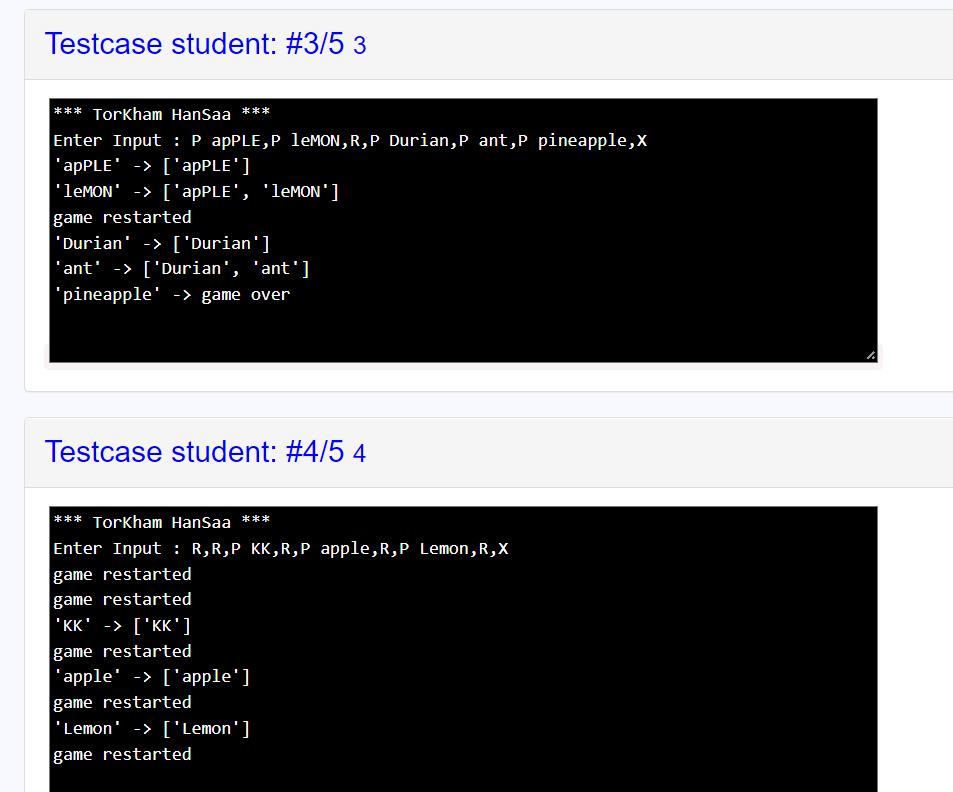 Testcase student: #3/5 3
*** TorKham HanSaa ***
Enter Input : P apPLE,P leMON,R,P Durian,P ant,P pineapple,X
'apPLE' -> ['apPLE']
'leMON' -> ['apPLE', 'leMON']
game restarted
'Durian' -> ['Durian']
'ant' -> ['Durian', 'ant']
'pineapple' -> game over
Testcase student: #4/5 4
*** TorKham HanSaa ***
Enter Input : R,R,P KK,R,P apple,R,P Lemon,R,X
game restarted
game restarted
'KK' -> ['KK']
game restarted
'apple' -> ['apple']
game restarted
'Lemon' -> ['Lemon']
game restarted